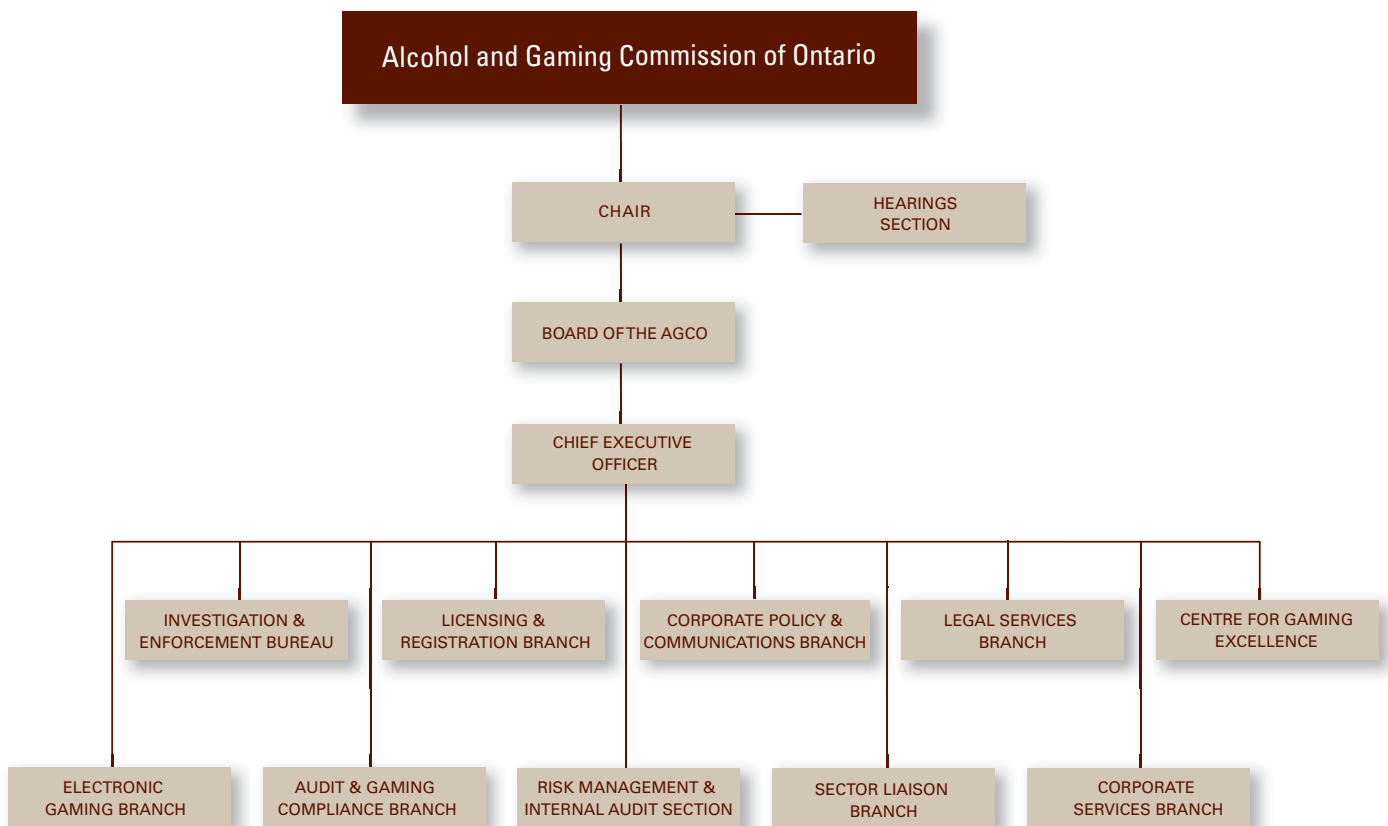 Alcohol and Gaming Commission of Ontario
CHAIR
HEARINGS
SECTION
BOARD OF THE AGCO
CHIEF EXECUTIVE
OFFICER
INVESTIGATION &
ENFORCEMENT BUREAU
LICENSING &
REGISTRATION BRANCH
CORPORATE POLICY &
COMMUNICATIONS BRANCH
LEGAL SERVICES
BRANCH
CENTRE FOR GAMING
EXCELLENCE
ELECTRONIC
GAMING BRANCH
AUDIT & GAMING
COMPLIANCE BRANCH
RISK MANAGEMENT &
INTERNAL AUDIT SECTION
SECTOR LIAISON
BRANCH
CORPORATE
SERVICES BRANCH